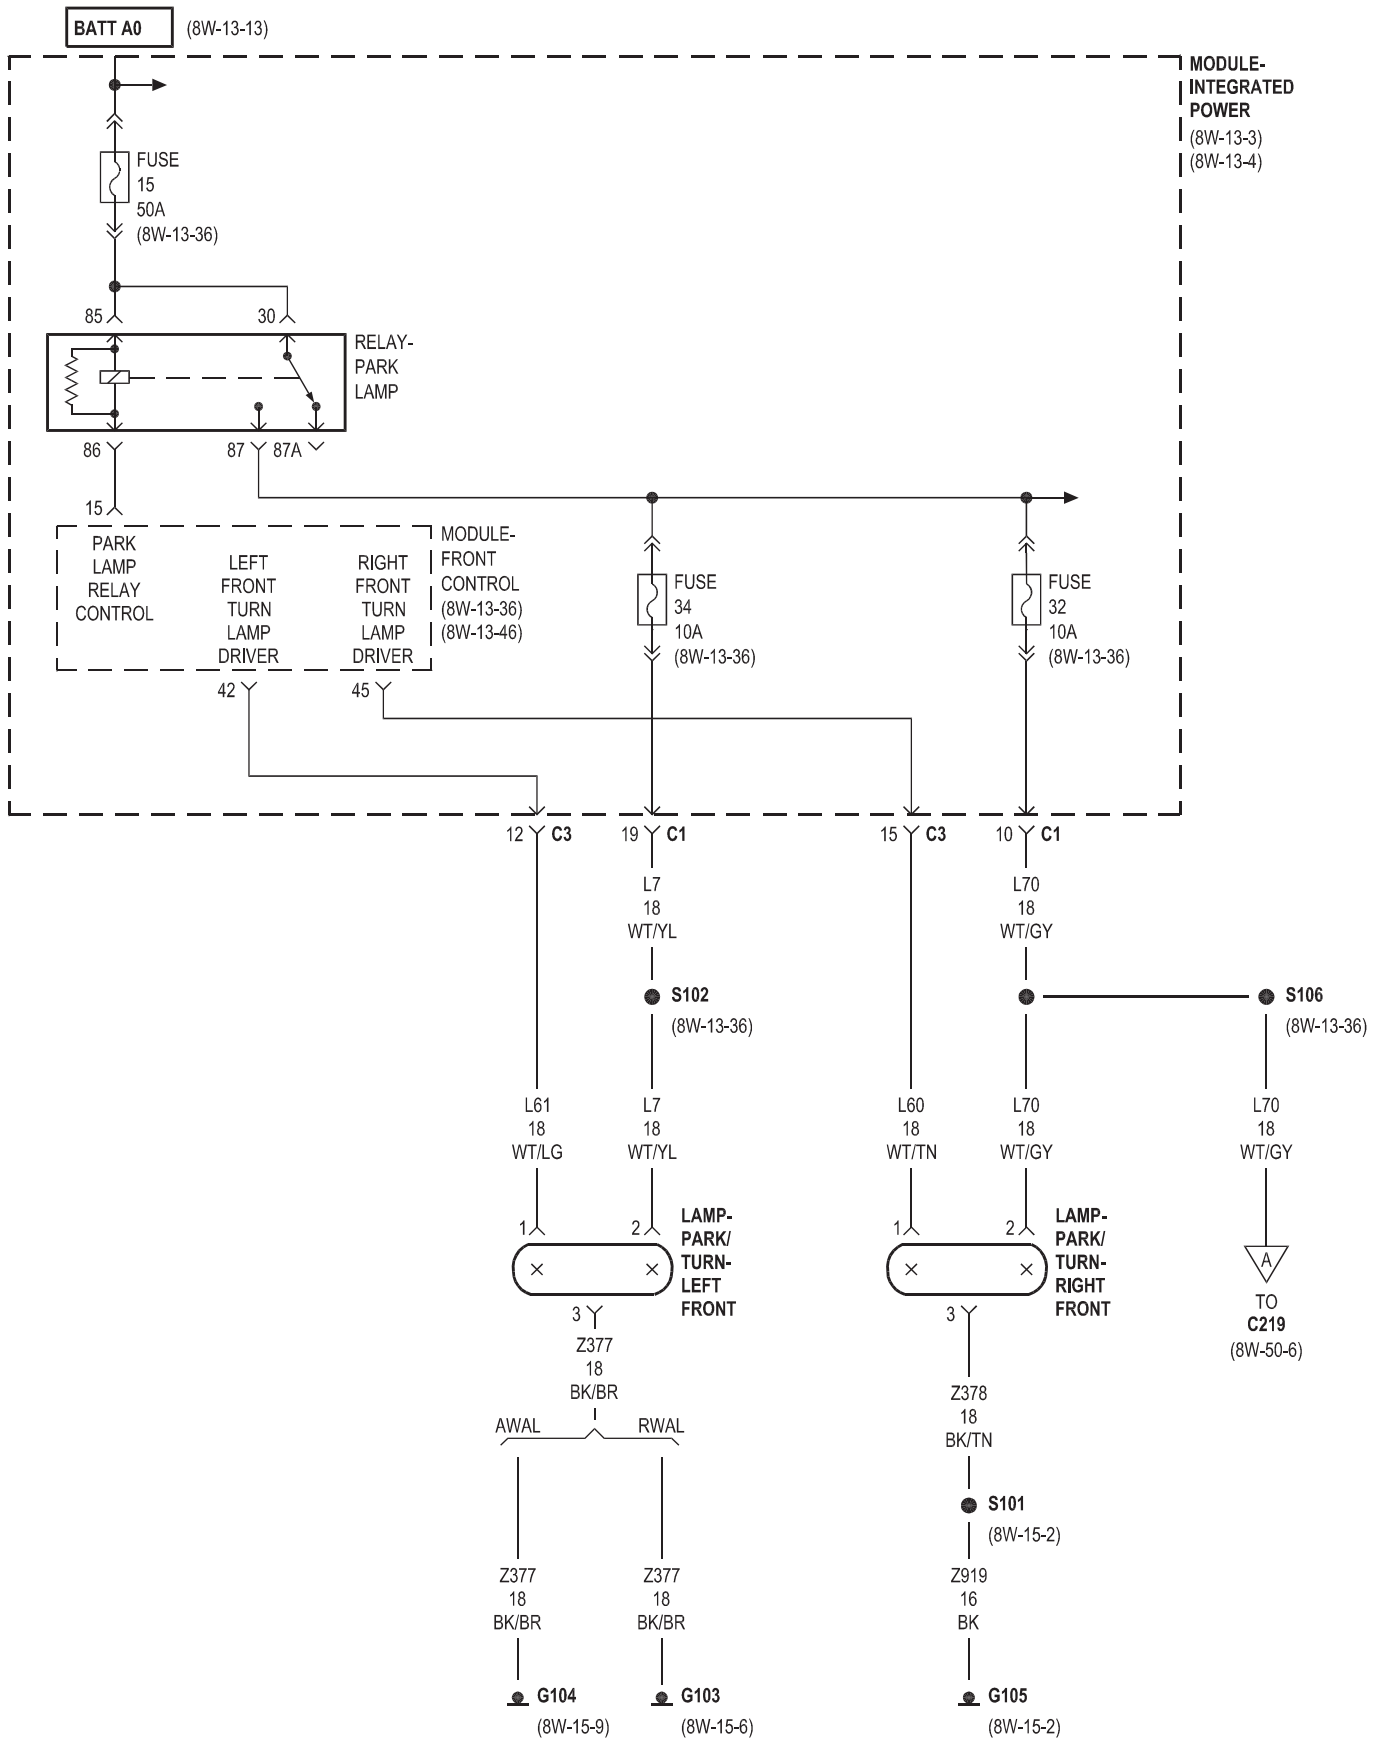 BATT A0
(8W-13-13)
MODULE-
INTEGRATED
POWER
(8W-13-3)
(8W-13-4)
FUSE
15
50A
(8W-13-36)
85
30
RELAY-
PARK
LAMP
86
87
87A
15
PARK
LAMP
RELAY
CONTROL
LEFT
FRONT
TURN
LAMP
DRIVER
RIGHT
FRONT
TURN
LAMP
DRIVER
MODULE-
FRONT
CONTROL
(8W-13-36)
(8W-13-46)
FUSE
34
10A
(8W-13-36)
FUSE
32
10A
(8W-13-36)
42
45
12
C3
19
C1
15
C3
10
C1
L7
18
WT/YL
L70
18
WT/GY
S102
(8W-13-36)
S106
(8W-13-36)
L61
18
WT/LG
L7
18
WT/YL
L60
18
WT/TN
L70
18
WT/GY
L70
18
WT/GY
1
2
LAMP-
PARK/
TURN-
LEFT
FRONT
1
2
LAMP-
PARK/
TURN-
RIGHT
FRONT
A
TO
C219
(8W-50-6)
3
Z377
18
BK/BR
3
Z378
18
BK/TN
AWAL
RWAL
S101
(8W-15-2)
Z377
18
BK/BR
Z377
18
BK/BR
Z919
16
BK
G104
(8W-15-9)
G103
(8W-15-6)
G105
(8W-15-2)